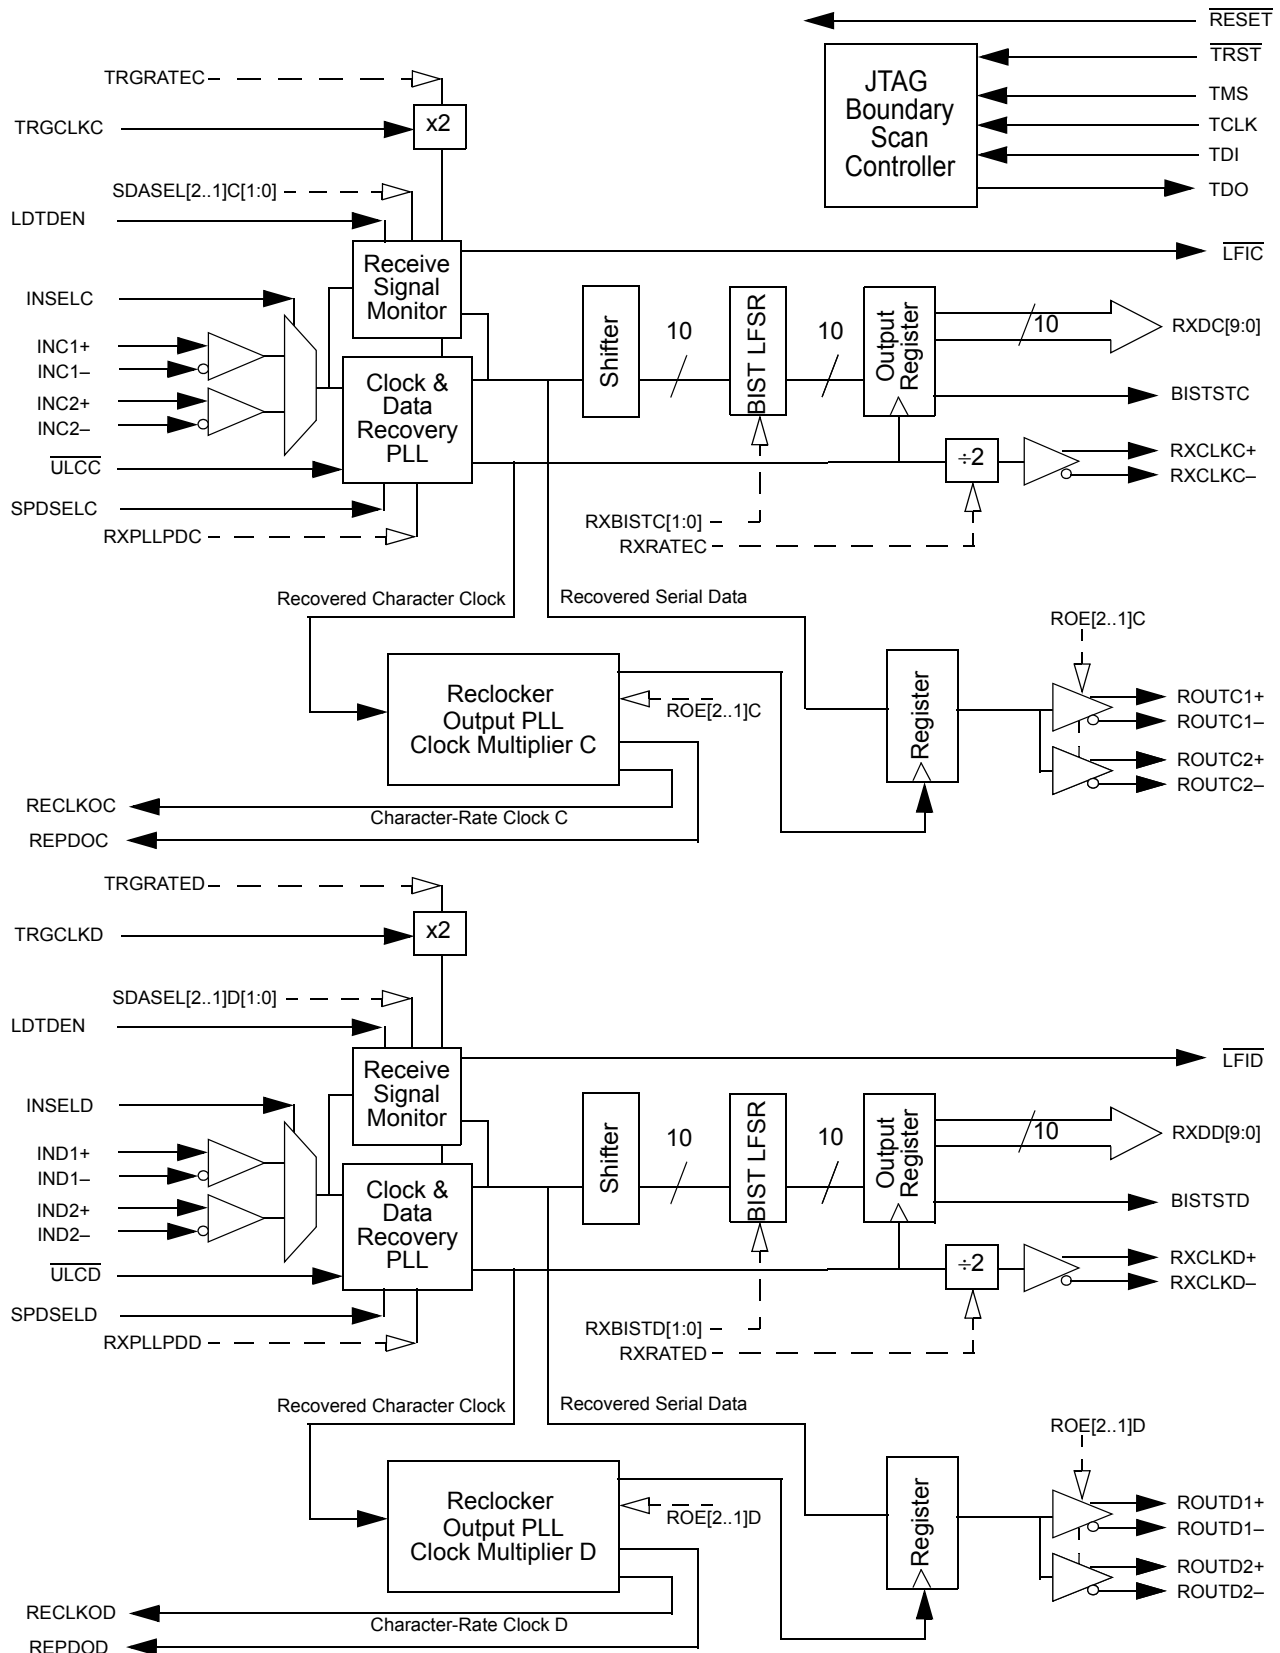 RESET
TRST
TMS
TCLK
TDI
TDO
JTAG
Boundary
Scan
Controller
TRGRATEC
TRGCLKC
x2
SDASEL[2..1]C[1:0]
LDTDEN
LFIC
Receive
Signal
Monitor
INSELC
INC1+
INC1–
INC2+
INC2–
Clock &
Data
Recovery
PLL
ULCC
SPDSELC
RXPLLPDC
Shifter
10
BIST LFSR
10
Output
Register
10
RXDC[9:0]
BISTSTC
÷2
RXCLKC+
RXCLKC–
RXBISTC[1:0]
RXRATEC
Recovered Character Clock
Recovered Serial Data
ROE[2..1]C
Reclocker
Output PLL
Clock Multiplier C
ROE[2..1]C
Register
ROUTC1+
ROUTC1–
ROUTC2+
ROUTC2–
RECLKOC
Character-Rate Clock C
REPDOC
TRGRATED
TRGCLKD
x2
SDASEL[2..1]D[1:0]
LDTDEN
LFID
Receive
Signal
Monitor
INSELD
IND1+
IND1–
IND2+
IND2–
Clock &
Data
Recovery
PLL
ULCD
SPDSELD
RXPLLPDD
Shifter
10
BIST LFSR
10
Output
Register
10
RXDD[9:0]
BISTSTD
÷2
RXCLKD+
RXCLKD–
RXBISTD[1:0]
RXRATED
Recovered Character Clock
Recovered Serial Data
ROE[2..1]D
Reclocker
Output PLL
Clock Multiplier D
ROE[2..1]D
Register
ROUTD1+
ROUTD1–
ROUTD2+
ROUTD2–
RECLKOD
Character-Rate Clock D
REPDOD